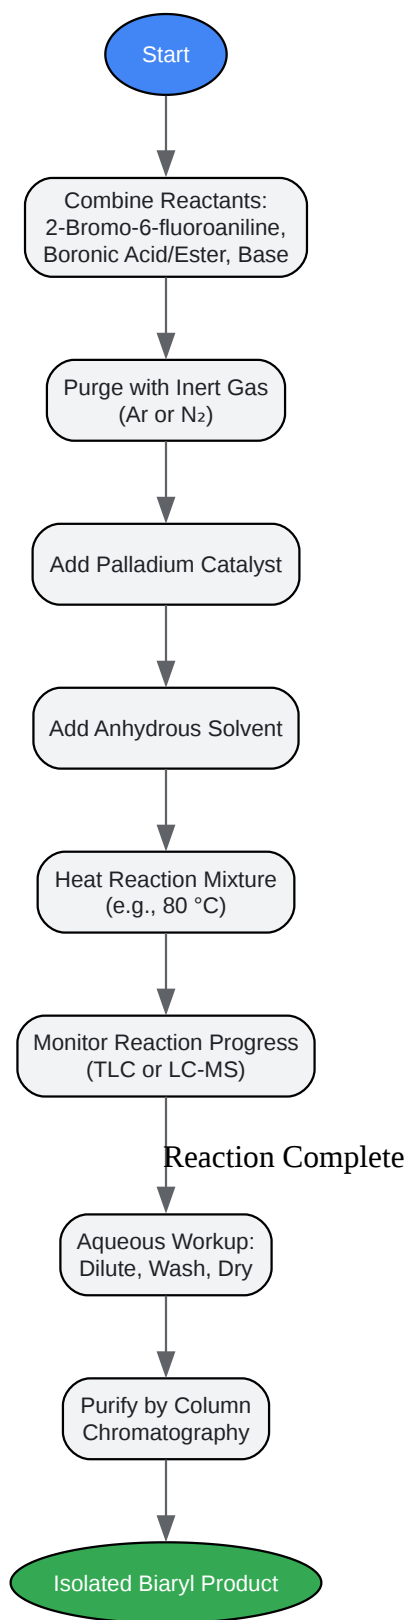 Start
Combine Reactants:
2-Bromo-6-fluoroaniline,
Boronic Acid/Ester, Base
Purge with Inert Gas
(Ar or N₂)
Add Palladium Catalyst
Add Anhydrous Solvent
Heat Reaction Mixture
(e.g., 80 °C)
Monitor Reaction Progress
(TLC or LC-MS)
Reaction Complete
Aqueous Workup:
Dilute, Wash, Dry
Purify by Column
Chromatography
Isolated Biaryl Product